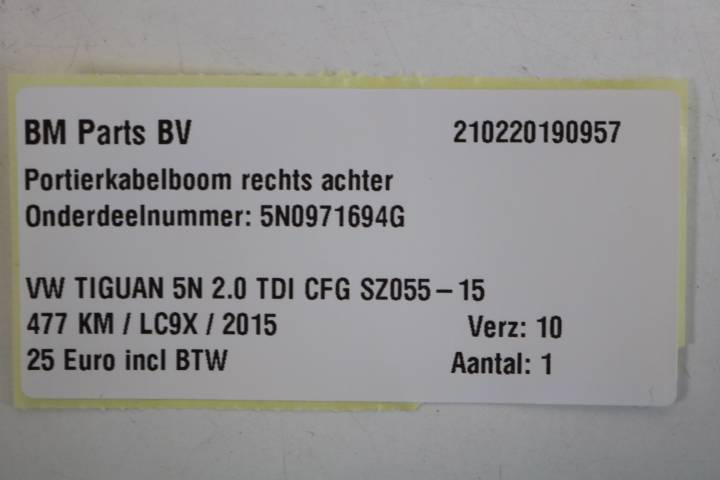 BM Parts BV 210220190957
Portierkabelboom rechts achter
Onderdeelnummer: 5N0971694G
VW TIGUAN 5N 2.0 TDI CFG SZ055-15
477 KM / LC9X / 2015 Verz: 10
25 Euro incl BTW Aantal: 1